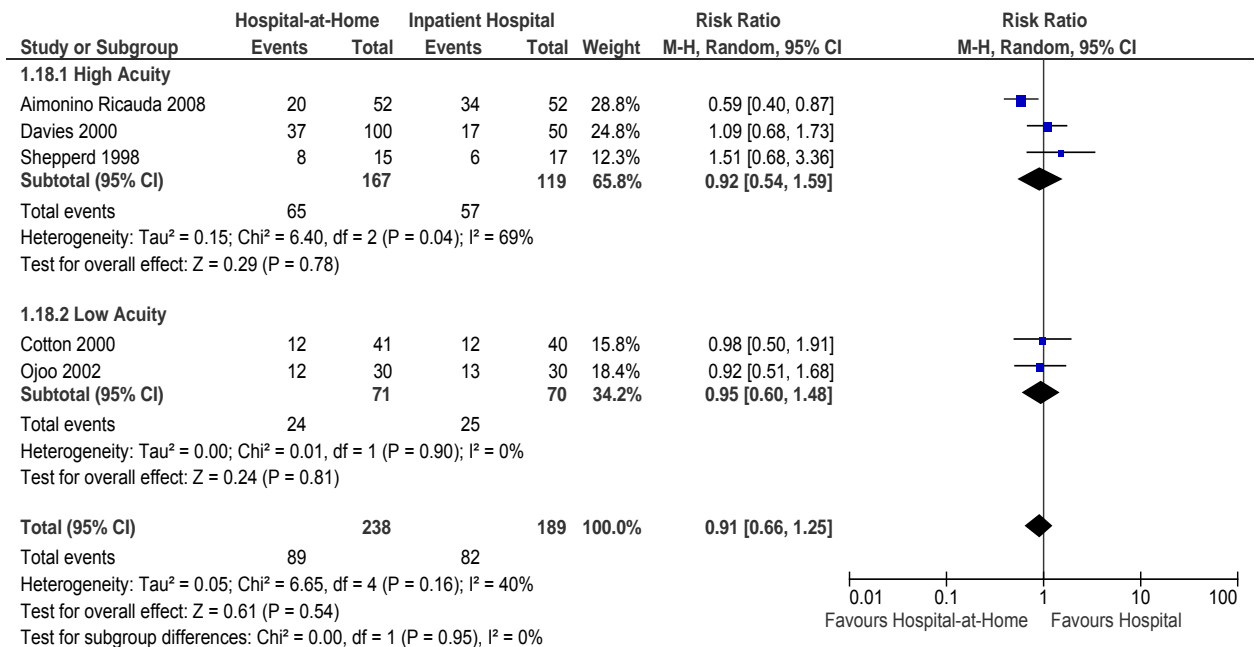 Hospital-at-Home Inpatient Hospital Risk Ratio Risk Ratio
Study or Subgroup Events Total Events Total Weight M-H, Random, 95% CI M-H, Random, 95% CI
1.18.1 High Acuity
Aimonino Ricauda 2008 20 52 34 52 28.8% 0.59 [0.40, 0.87]
Davies 2000 37 100 17 50 24.8% 1.09 [0.68, 1.73]
Shepperd 1998 8 15 6 17 12.3% 1.51 [0.68, 3.36]
Subtotal (95% CI) 167 119 65.8% 0.92 [0.54, 1.59]
Total events 65 57
Heterogeneity: Tau² = 0.15; Chi² = 6.40, df = 2 (P = 0.04); I² = 69%
Test for overall effect: Z = 0.29 (P = 0.78)
1.18.2 Low Acuity
Cotton 2000 12 41 12 40 15.8% 0.98 [0.50, 1.91]
Ojoo 2002 12 30 13 30 18.4% 0.92 [0.51, 1.68]
Subtotal (95% CI) 71 70 34.2% 0.95 [0.60, 1.48]
Total events 24 25
Heterogeneity: Tau² = 0.00; Chi² = 0.01, df = 1 (P = 0.90); I² = 0%
Test for overall effect: Z = 0.24 (P = 0.81)
Total (95% CI) 238 189 100.0% 0.91 [0.66, 1.25]
Total events 89 82
Heterogeneity: Tau² = 0.05; Chi² = 6.65, df = 4 (P = 0.16); I² = 40%
Test for overall effect: Z = 0.61 (P = 0.54)
Test for subgroup differences: Chi² = 0.00, df = 1 (P = 0.95), I² = 0%
0.01 0.1 1 10 100
Favours Hospital-at-Home Favours Hospital